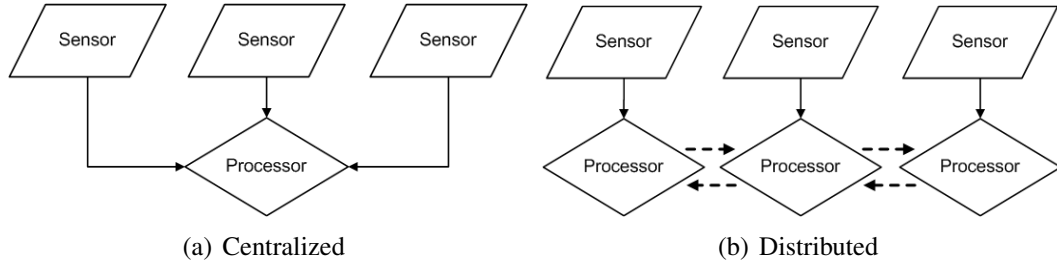 Sensor
Sensor
Sensor
Processor
(a) Centralized
Sensor
Sensor
Sensor
Processor
Processor
Processor
(b) Distributed